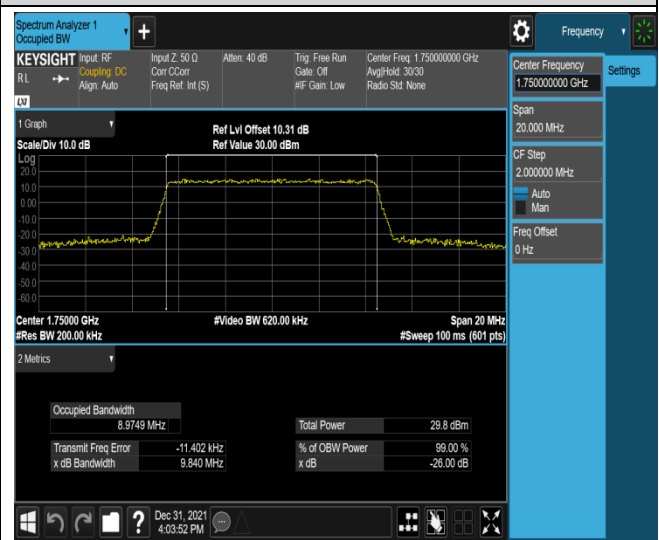 Spectrum Analyzer 1
Occupied BW
Frequency
KEYSIGHT
RL
LXI
Input: RF
Coupling: DC
Align: Auto
Input Z: 50 Ω
Corr CCorr
Freq Ref: Int (S)
Atten: 40 dB
Trig: Free Run
Gate: Off
#IF Gain: Low
Center Freq: 1.750000000 GHz
Avg|Hold: 30/30
Radio Std: None
Center Frequency
1.750000000 GHz
Settings
Span
20.000 MHz
CF Step
2.000000 MHz
Auto
Man
Freq Offset
0 Hz
1 Graph
Scale/Div 10.0 dB
Ref Lvl Offset 10.31 dB
Ref Value 30.00 dBm
Log
20.0
10.0
0.00
-10.0
-20.0
-30.0
-40.0
-50.0
-60.0
Center 1.75000 GHz
#Video BW 620.00 kHz
Span 20 MHz
#Res BW 200.00 kHz
#Sweep 100 ms (601 pts)
2 Metrics
Occupied Bandwidth
8.9749 MHz
Total Power 29.8 dBm
Transmit Freq Error -11.402 kHz
% of OBW Power 99.00 %
x dB Bandwidth 9.840 MHz
x dB -26.00 dB
?
Dec 31, 2021
4:03:52 PM